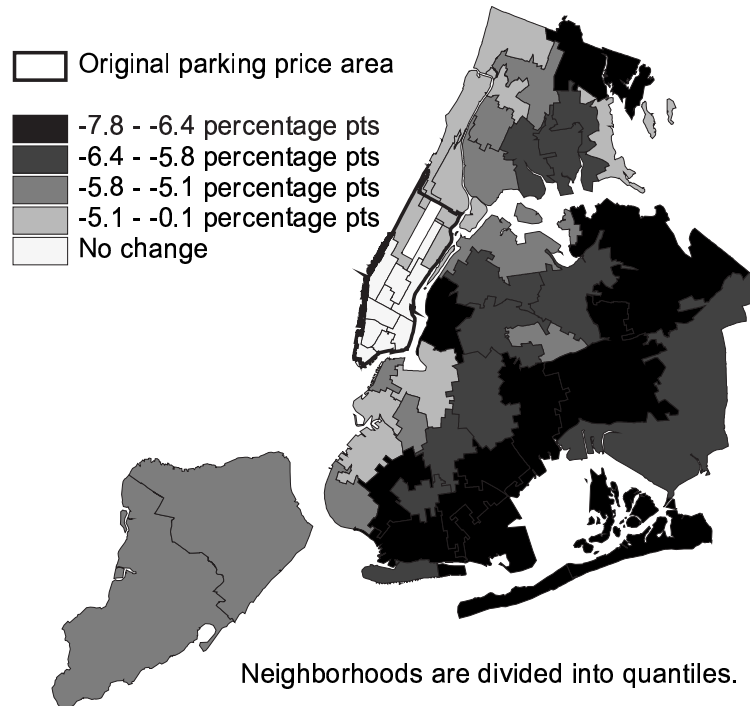 Original parking price area
-7.8 - -6.4 percentage pts
-6.4 - -5.8 percentage pts
-5.8 - -5.1 percentage pts
-5.1 - -0.1 percentage pts
No change
Neighborhoods are divided into quantiles.